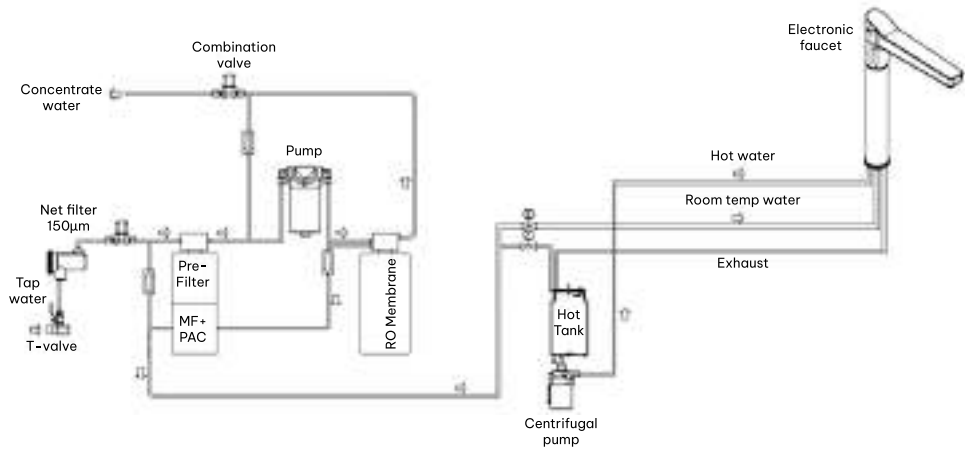 Electronic
faucet
Combination
valve
Concentrate
water
Pump
Hot water
Room temp water
Net filter
150µm
Exhaust
Pre-
Filter
RO Membrane
Tap
water
MF+
PAC
Hot
Tank
T-valve
Centrifugal
pump